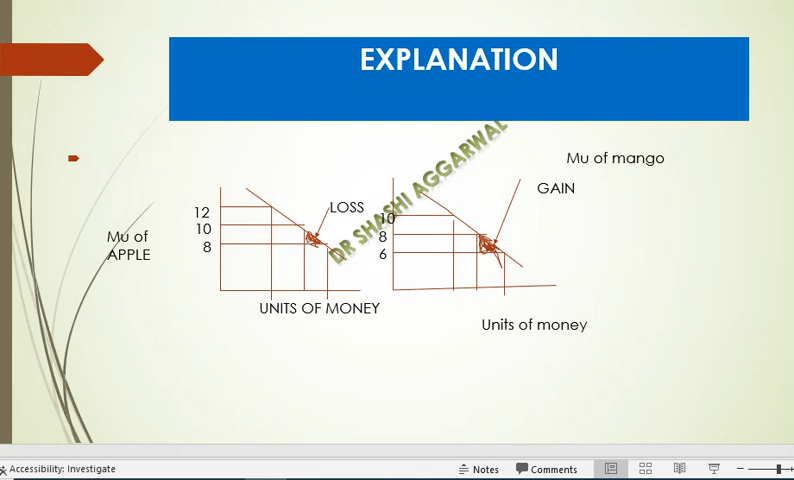 EXPLANATION
DR SHASHI AGGARWAL
Mu of mango
GAIN
LOSS
12
10
8
10
8
6
Mu of
APPLE
UNITS OF MONEY
Units of money
Accessibility: Investigate
Notes
Comments